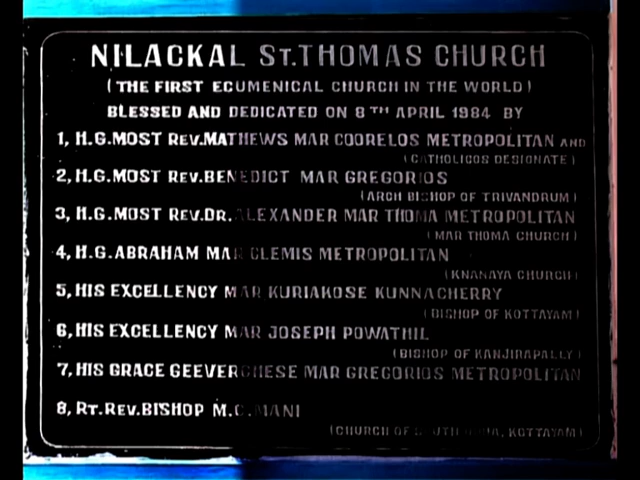 NILACKAL ST. THOMAS CHURCH
(THE FIRST ECUMENICAL CHURCH IN THE WORLD)
BLESSED AND DEDICATED ON 8TH APRIL 1984 BY
1, H.G.MOST REV.MATHEWS MAR COORELOS METROPOLITAN AND
(CATHOLICOS DESIGNATE)
2, H.G.MOST REV.BENEDICT MAR GREGORIOS
(ARCH BISHOP OF TRIVANDRUM)
3, H.G.MOST REV.DR. ALEXANDER MAR THOMA METROPOLITAN
(MAR THOMA CHURCH)
4, H.G.ABRAHAM MAR CLEMIS METROPOLITAN
(KNANAYA CHURCH)
5, HIS EXCELLENCY MAR KURIAKOSE KUNNACHERRY
(BISHOP OF KOTTAYAM)
6, HIS EXCELLENCY MAR JOSEPH POWATHIL
(BISHOP OF KANJIRAPALLY)
7, HIS GRACE GEEVERGHESE MAR GREGORIOS METROPOLITAN
8, RT.REV.BISHOP M.C.MANI
(CHURCH OF SOUTH INDIA, KOTTAYAM)